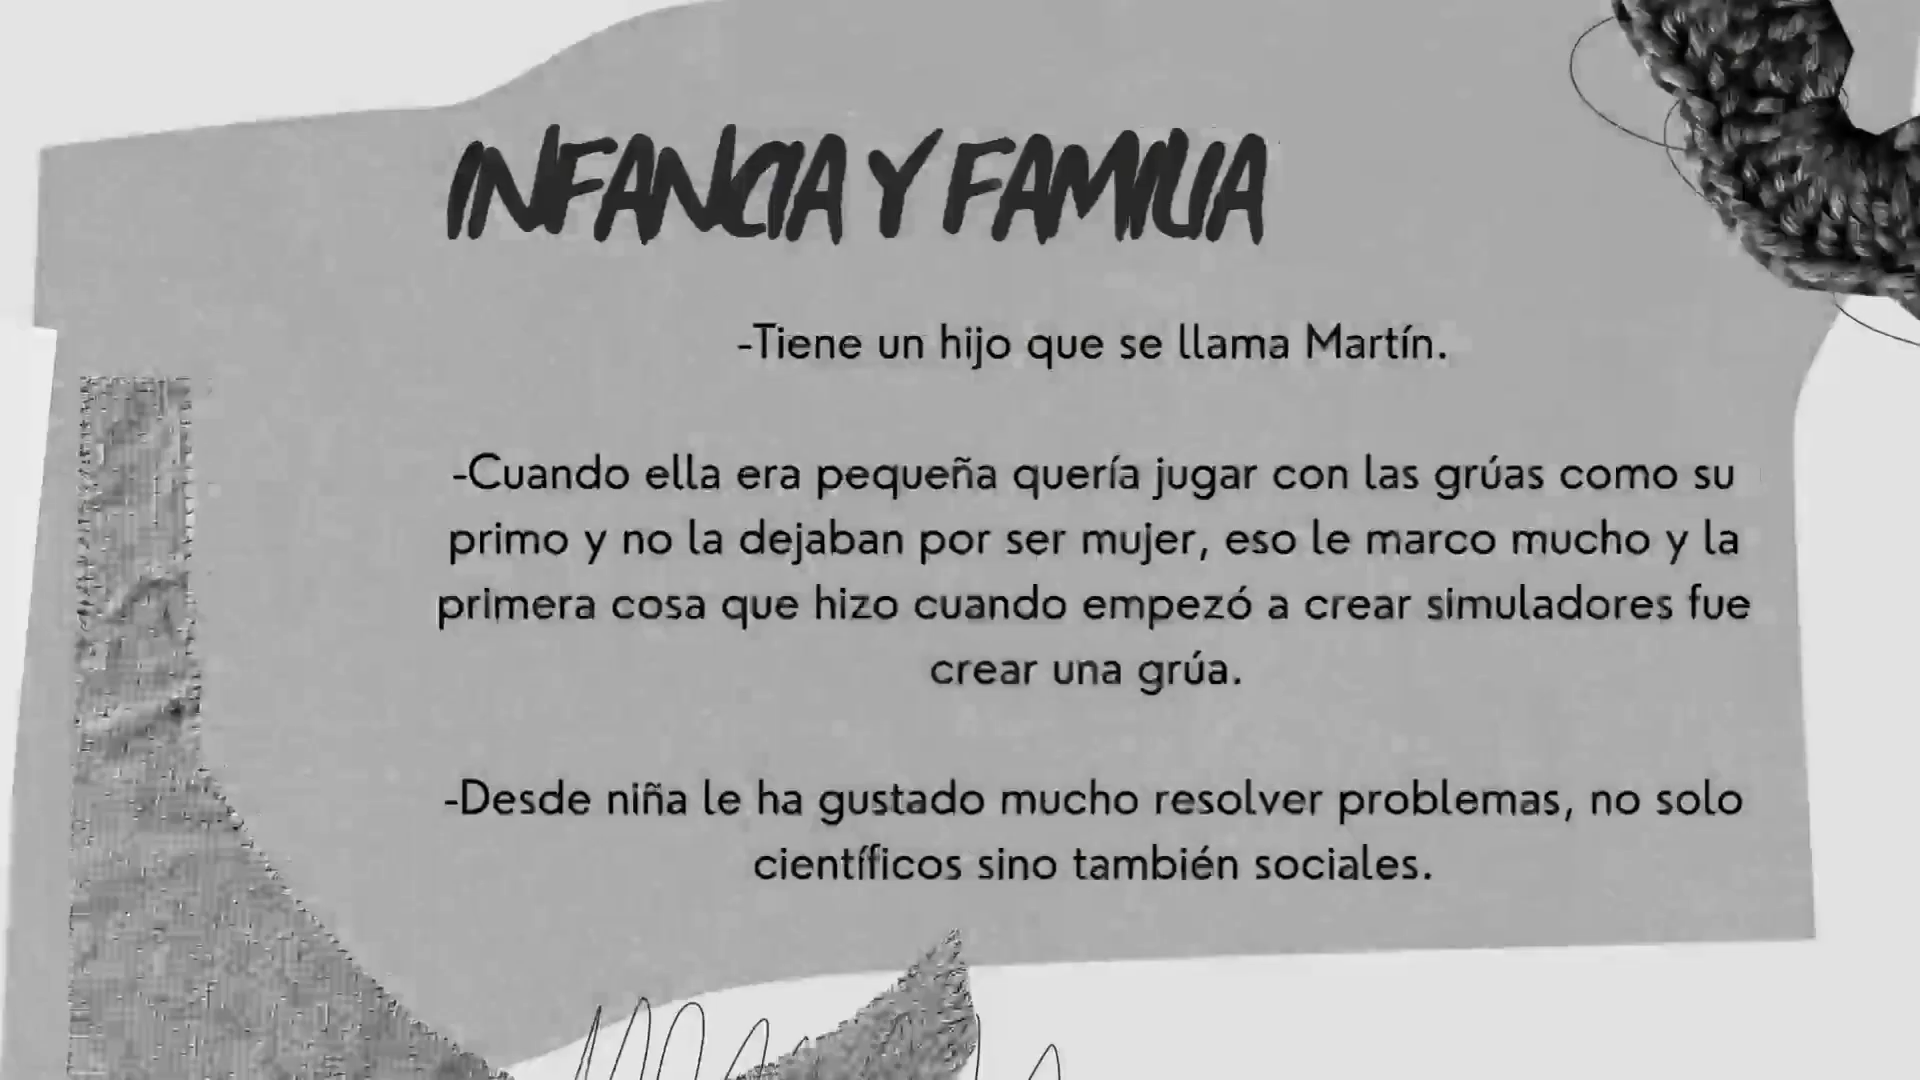 INFANCIA Y FAMILIA
-Tiene un hijo que se llama Martín.
-Cuando ella era pequeña quería jugar con las grúas como su
primo y no la dejaban por ser mujer, eso le marco mucho y la
primera cosa que hizo cuando empezó a crear simuladores fue
crear una grúa.
-Desde niña le ha gustado mucho resolver problemas, no solo
científicos sino también sociales.